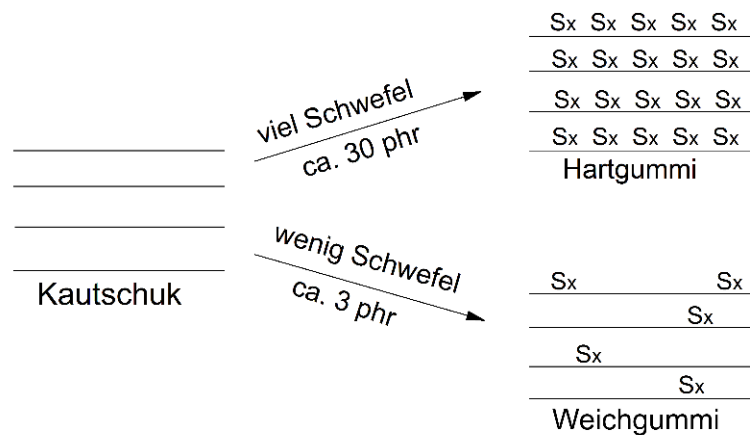 Sx Sx Sx Sx Sx
Sx Sx Sx Sx Sx
Sx Sx Sx Sx Sx
Sx Sx Sx Sx Sx
Hartgummi
viel Schwefel
ca. 30 phr
Kautschuk
wenig Schwefel
ca. 3 phr
Sx Sx
Sx
Sx
Sx
Weichgummi